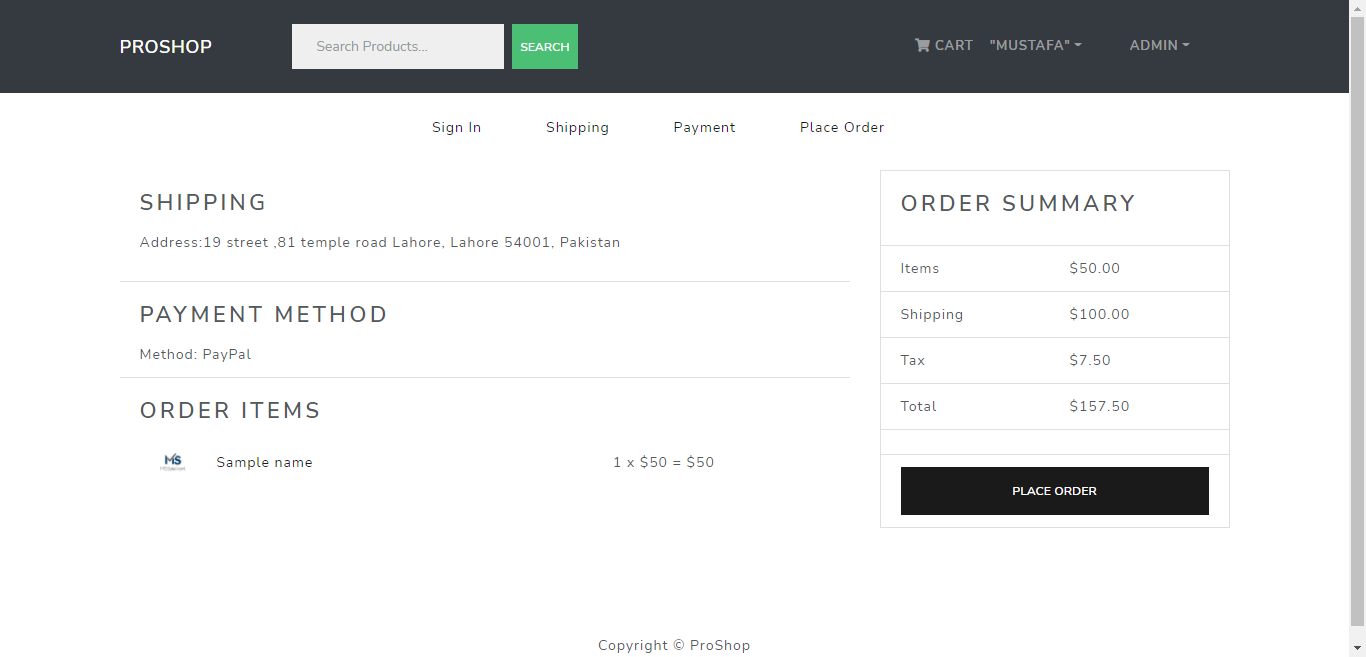 PROSHOP
Search Products...
SEARCH
CART
"MUSTAFA"
ADMIN
Sign In
Shipping
Payment
Place Order
SHIPPING
Address:19 street ,81 temple road Lahore, Lahore 54001, Pakistan
PAYMENT METHOD
Method: PayPal
ORDER ITEMS
MS
Sample name
1 x $50 = $50
ORDER SUMMARY
Items $50.00
Shipping $100.00
Tax $7.50
Total $157.50
PLACE ORDER
Copyright © ProShop